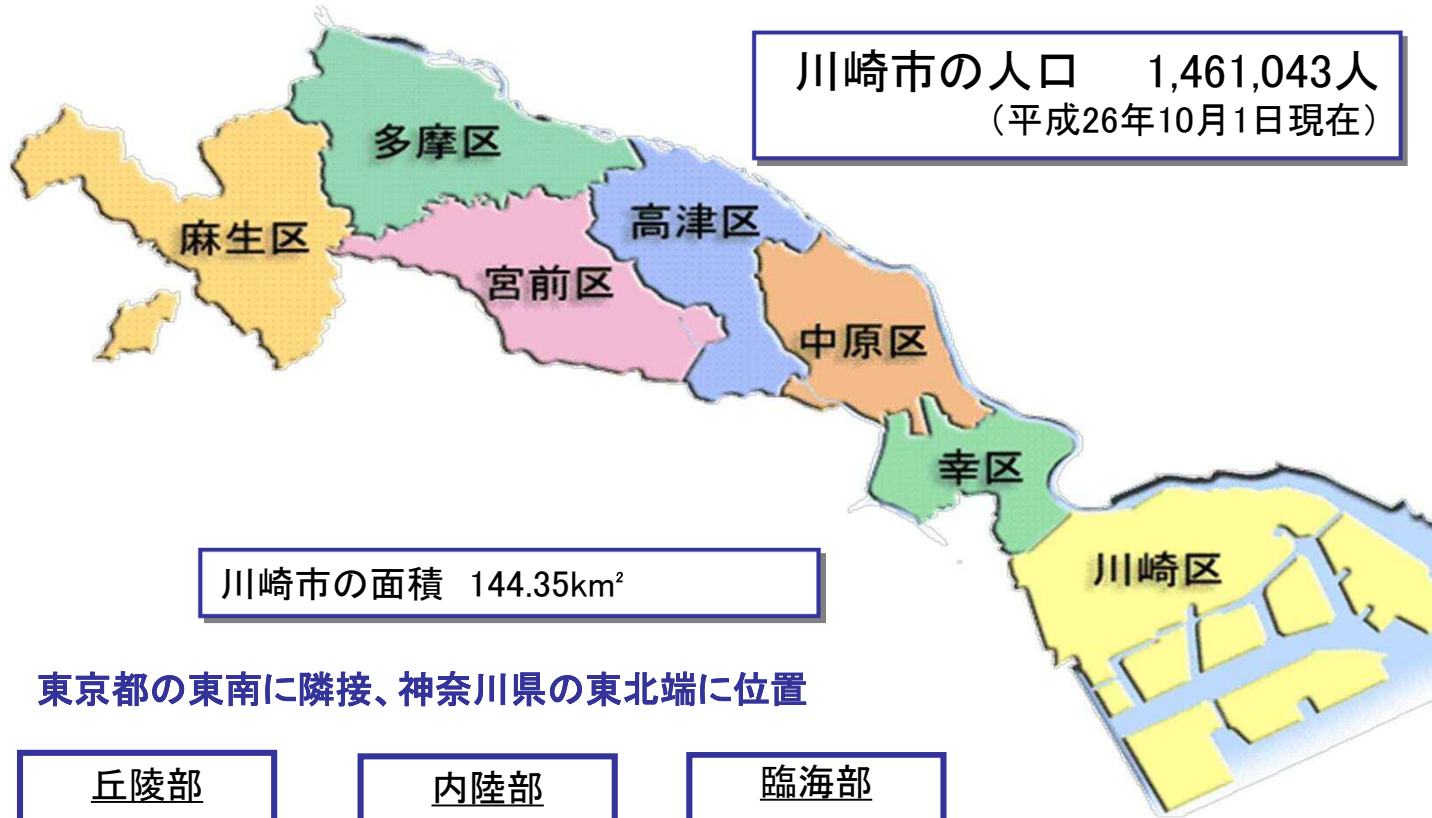 川崎市の人口 1,461,043人
（平成26年10月1日現在）
多摩区
麻生区
高津区
宮前区
中原区
幸区
川崎区
川崎市の面積 144.35km²
東京都の東南に隣接、神奈川県の東北端に位置
丘陵部
内陸部
臨海部